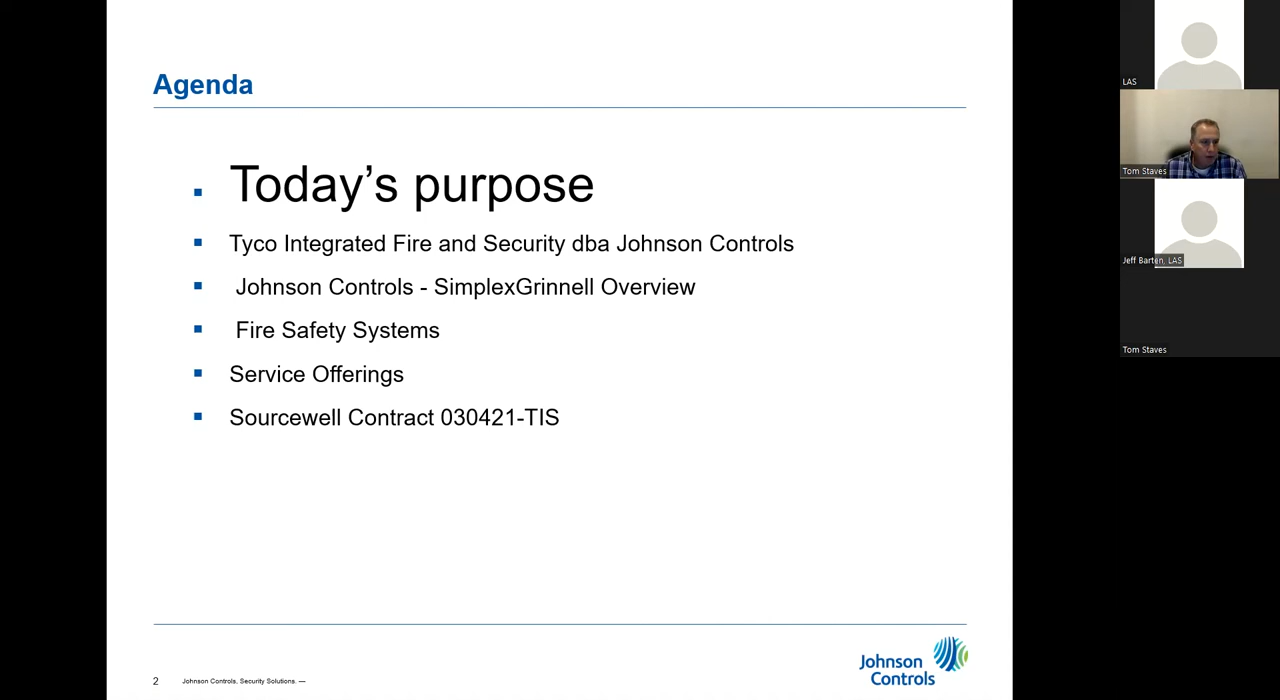 Agenda
Today’s purpose
Tyco Integrated Fire and Security dba Johnson Controls
Johnson Controls - SimplexGrinnell Overview
Fire Safety Systems
Service Offerings
Sourcewell Contract 030421-TIS
2
Johnson Controls, Security Solutions. —
Johnson
Controls
LAS
Tom Staves
Jeff Barten, LAS
Tom Staves